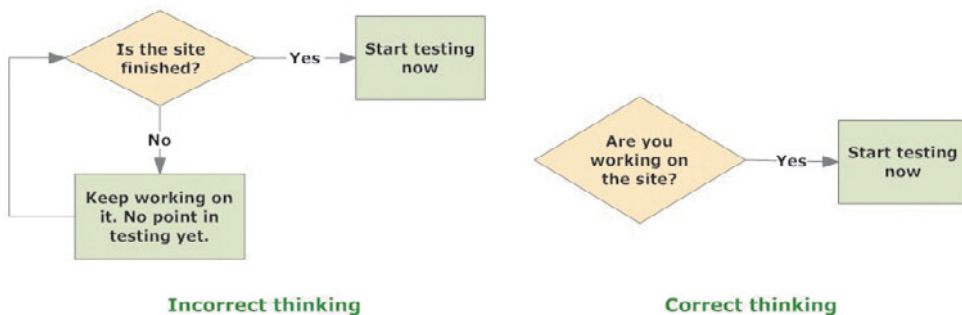 Is the site
finished?
Yes
Start testing
now
No
Keep working on
it. No point in
testing yet.
Incorrect thinking
Are you
working on
the site?
Yes
Start testing
now
Correct thinking